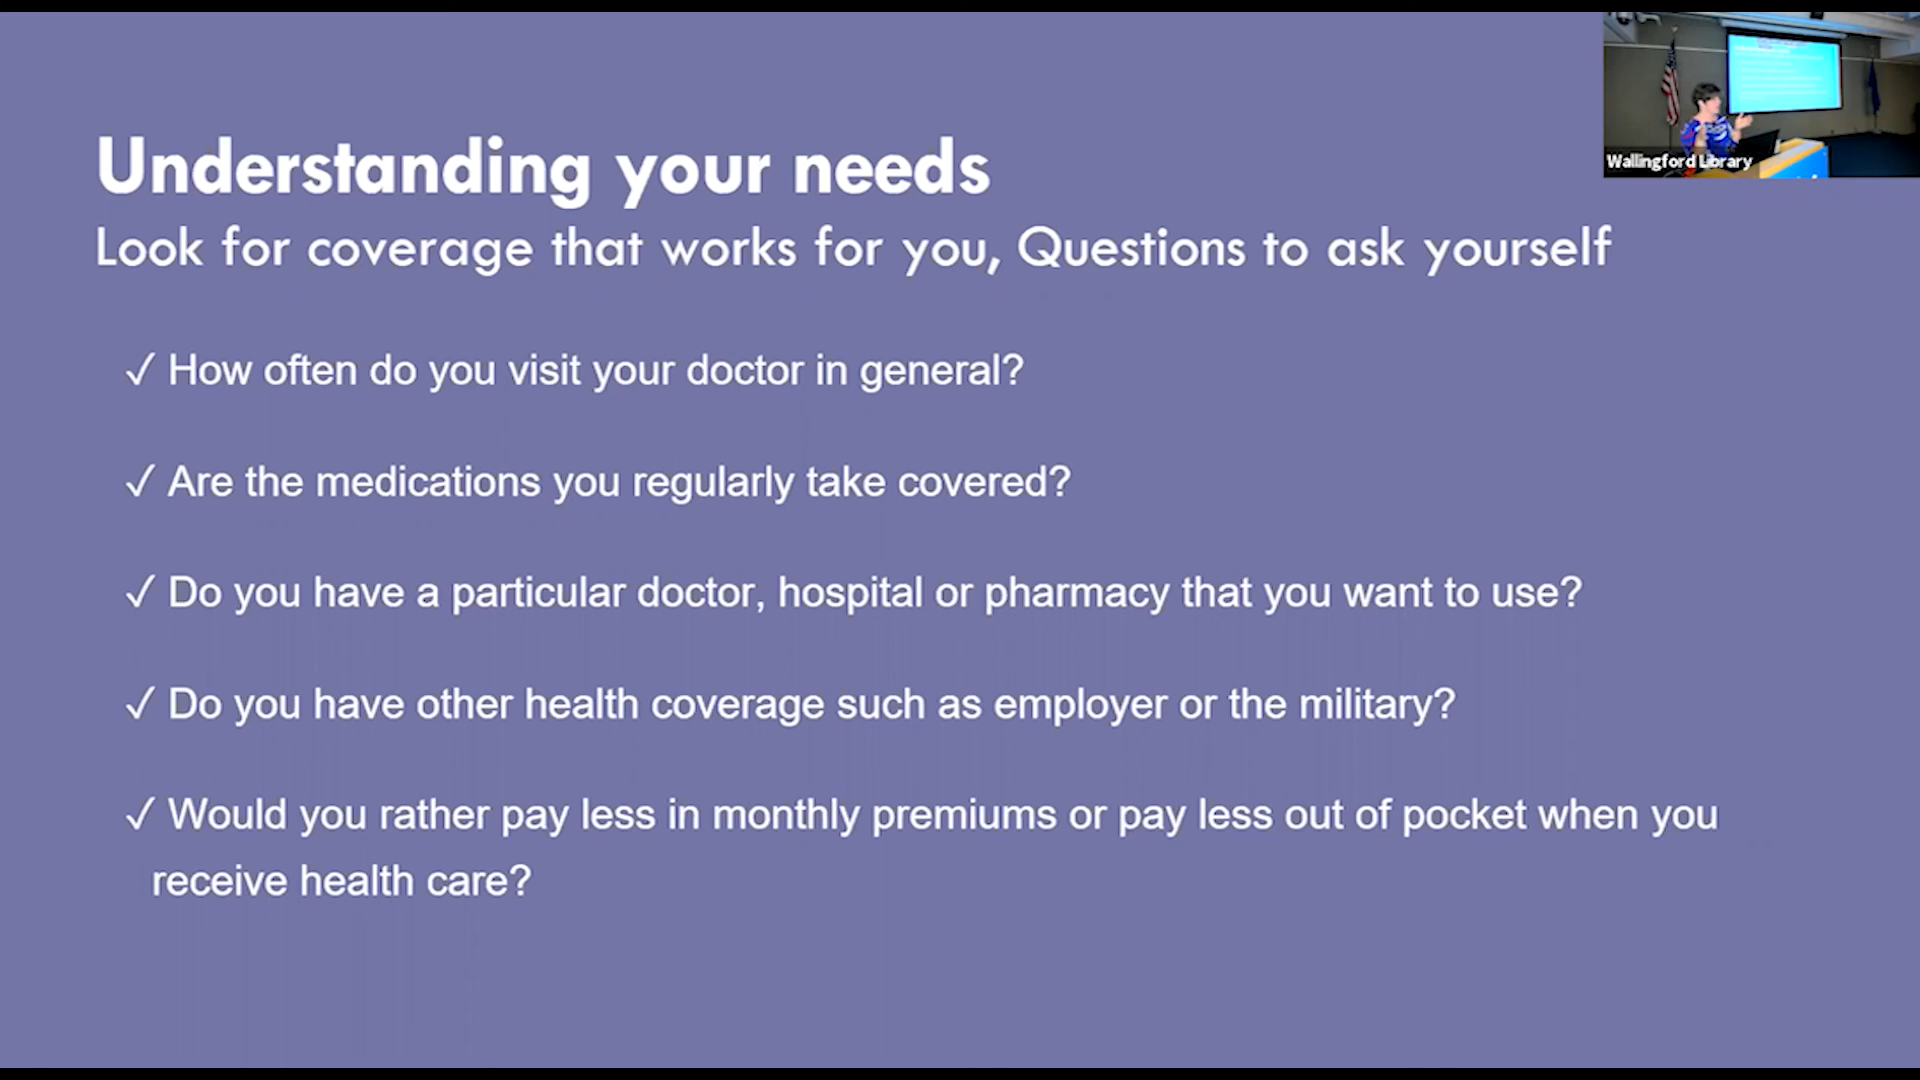 Wallingford Library
Understanding your needs
Look for coverage that works for you, Questions to ask yourself
✓ How often do you visit your doctor in general?
✓ Are the medications you regularly take covered?
✓ Do you have a particular doctor, hospital or pharmacy that you want to use?
✓ Do you have other health coverage such as employer or the military?
✓ Would you rather pay less in monthly premiums or pay less out of pocket when you
receive health care?